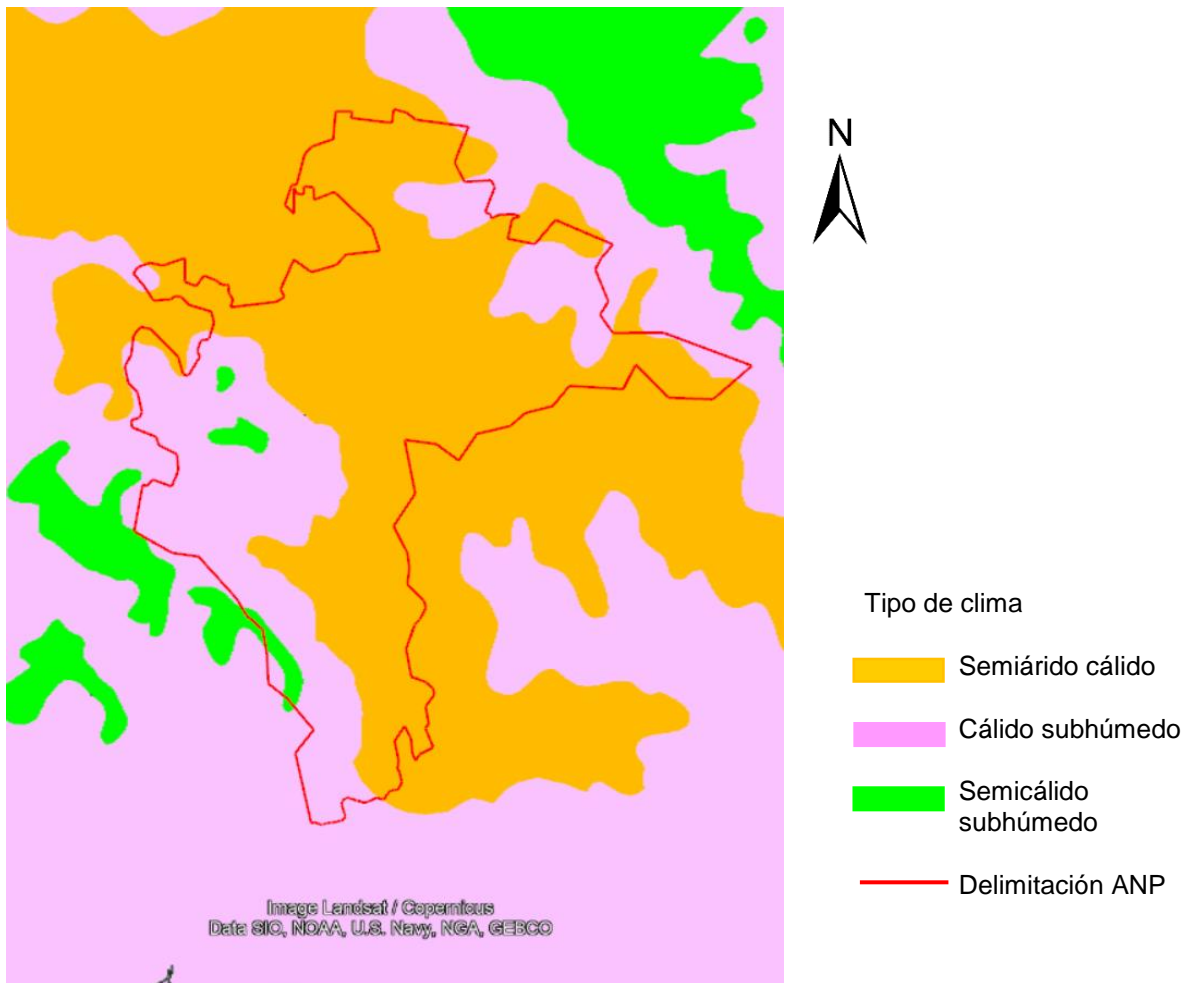 N
Tipo de clima
Semiárido cálido
Cálido subhúmedo
Semicálido
subhúmedo
Delimitación ANP
Image Landsat / Copernicus
Data SIO, NOAA, U.S. Navy, NGA, GEBCO